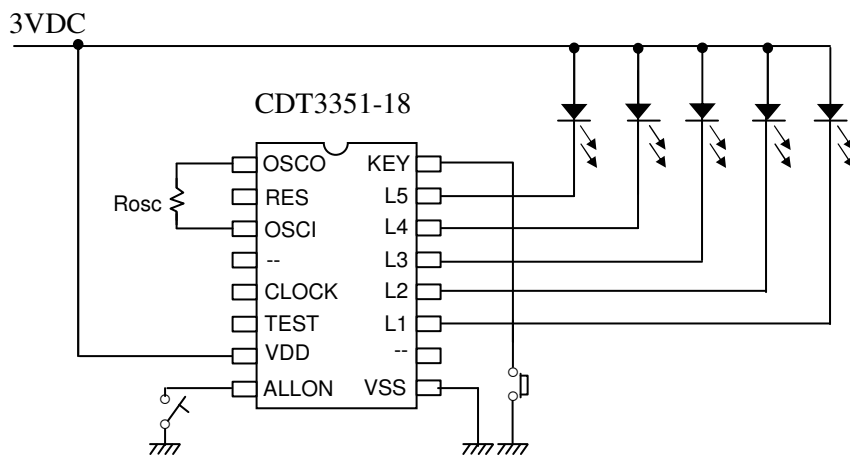 3VDC
CDT3351-18
OSCO KEY
RES L5
Rosc
OSCI L4
-- L3
CLOCK L2
TEST L1
VDD --
ALLON VSS